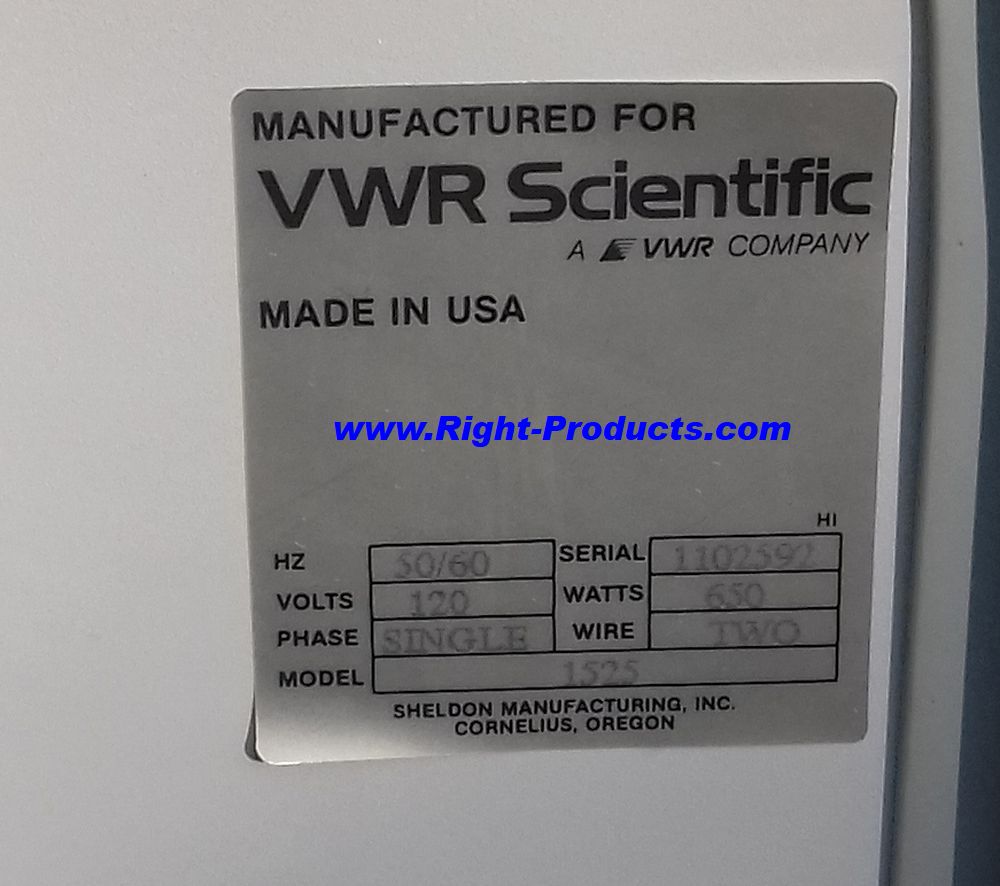 MANUFACTURED FOR
VWR Scientific
A VWR COMPANY
MADE IN USA
www.Right-Products.com
HI
HZ 50/60 SERIAL 1102592
VOLTS 120 WATTS 650
PHASE SINGLE WIRE TWO
MODEL 1525
SHELDON MANUFACTURING, INC.
CORNELIUS, OREGON